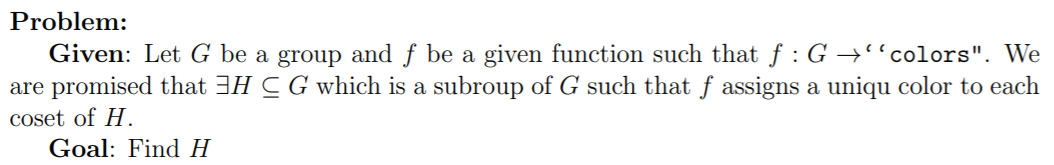 Problem:
Given: Let G be a group and f be a given function such that f : G →‘‘colors". We
are promised that ∃H ⊆ G which is a subroup of G such that f assigns a uniqu color to each
coset of H.
Goal: Find H